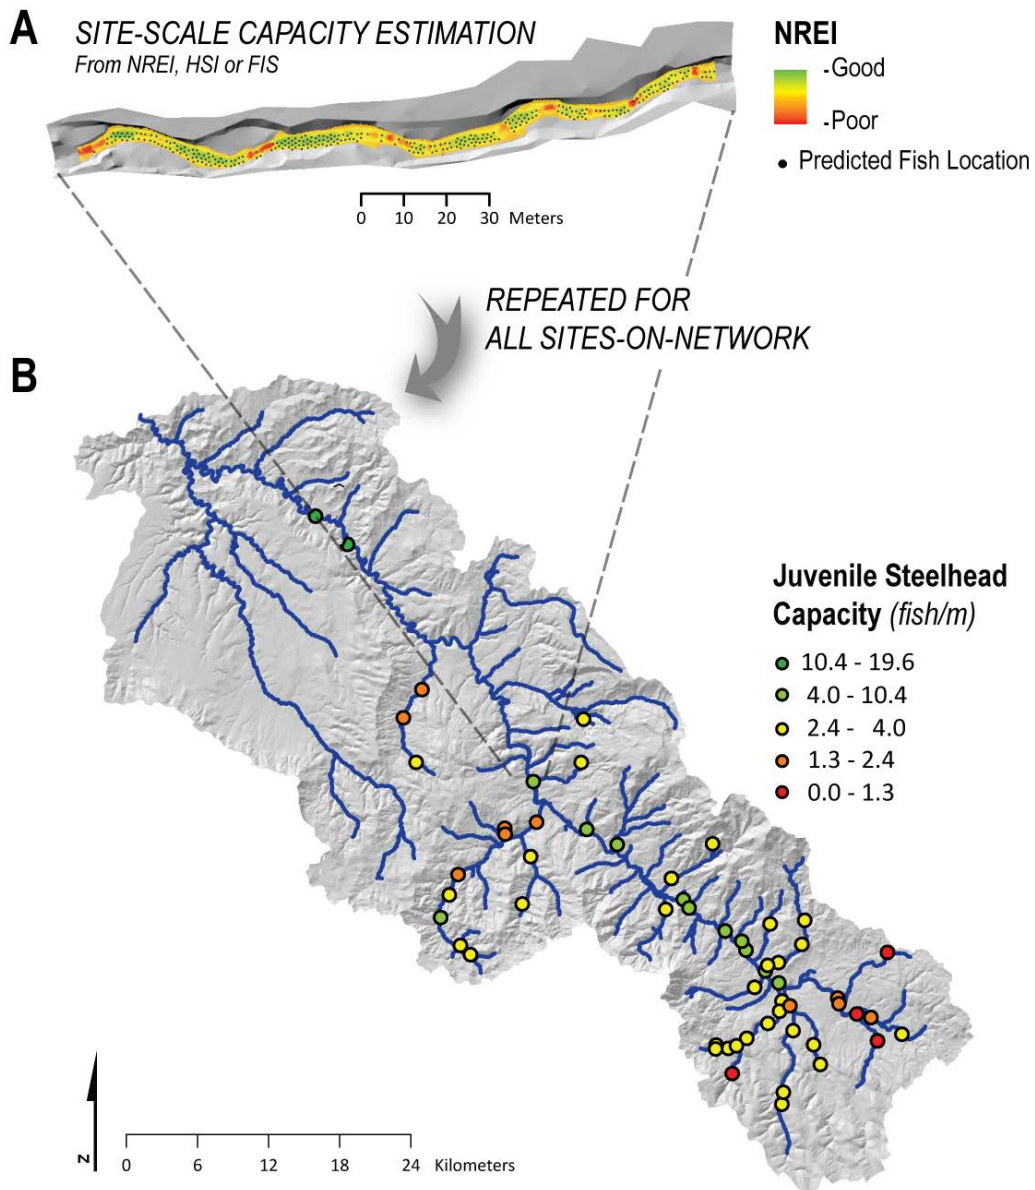 A
SITE-SCALE CAPACITY ESTIMATION
From NREI, HSI or FIS
NREI
-Good
-Poor
Predicted Fish Location
0 10 20 30 Meters
REPEATED FOR
ALL SITES-ON-NETWORK
B
Juvenile Steelhead
Capacity (fish/m)
10.4 - 19.6
4.0 - 10.4
2.4 - 4.0
1.3 - 2.4
0.0 - 1.3
N
0 6 12 18 24 Kilometers